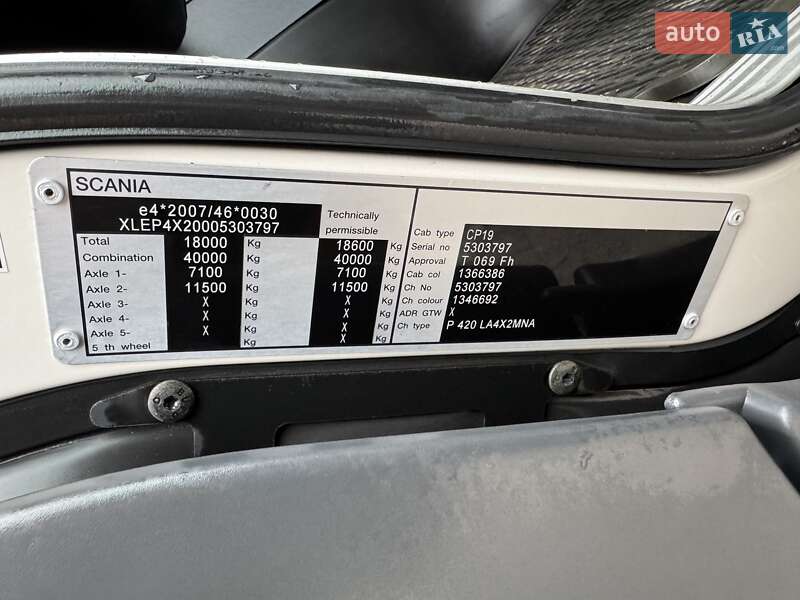 auto RIA
SCANIA
e4*2007/46*0030
XLEP4X20005303797
Technically permissible
Total 18000 Kg 18600 Kg
Combination 40000 Kg 40000 Kg
Axle 1- 7100 Kg 7100 Kg
Axle 2- 11500 Kg 11500 Kg
Axle 3- X Kg X Kg
Axle 4- X Kg X Kg
Axle 5- X Kg X Kg
5 th wheel Kg X Kg
Cab type CP19
Serial no 5303797
Approval T 069 Fh
Cab col 1366386
Ch No 5303797
Ch colour 1346692
ADR GTW X
Ch type P 420 LA4X2MNA